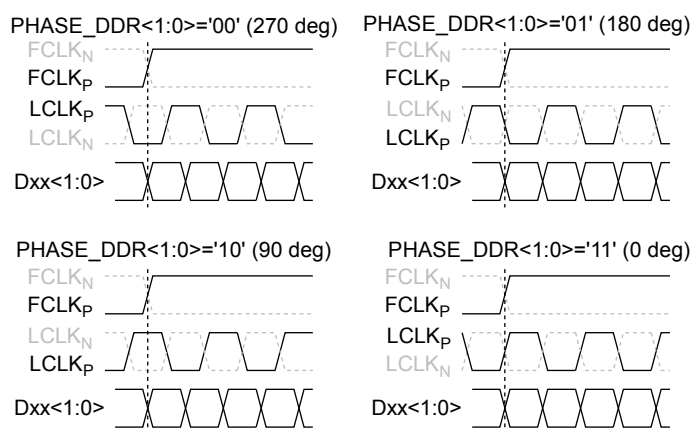 PHASE_DDR<1:0>='00' (270 deg)
FCLKN
FCLKP
LCLKP
LCLKN
Dxx<1:0>
PHASE_DDR<1:0>='01' (180 deg)
FCLKN
FCLKP
LCLKN
LCLKP
Dxx<1:0>
PHASE_DDR<1:0>='10' (90 deg)
FCLKN
FCLKP
LCLKN
LCLKP
Dxx<1:0>
PHASE_DDR<1:0>='11' (0 deg)
FCLKN
FCLKP
LCLKP
LCLKN
Dxx<1:0>